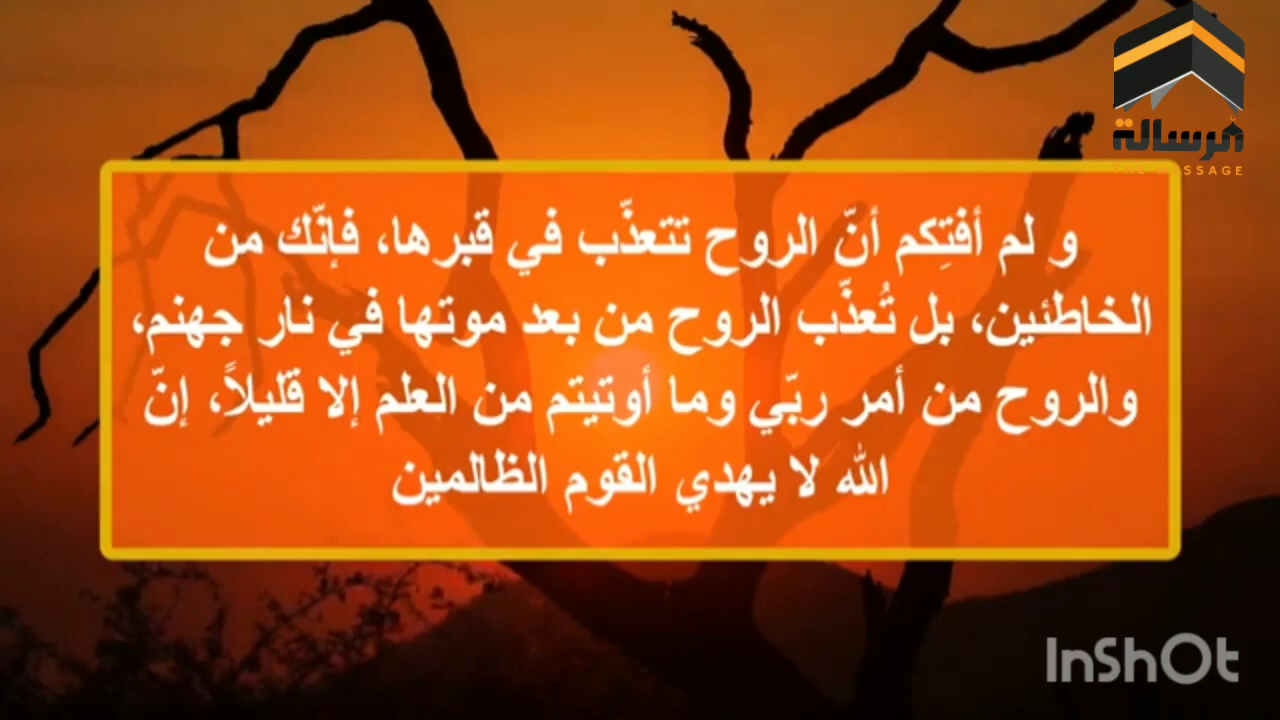 الرسالة
THE MESSAGE
و لم أفتِكم أنّ الروح تتعذّب في قبرها، فإنّك من
الخاطئين، بل تُعذّب الروح من بعد موتها في نار جهنم،
والروح من أمر ربّي وما أوتيتم من العلم إلا قليلاً، إنّ
الله لا يهدي القوم الظالمين
InShOt